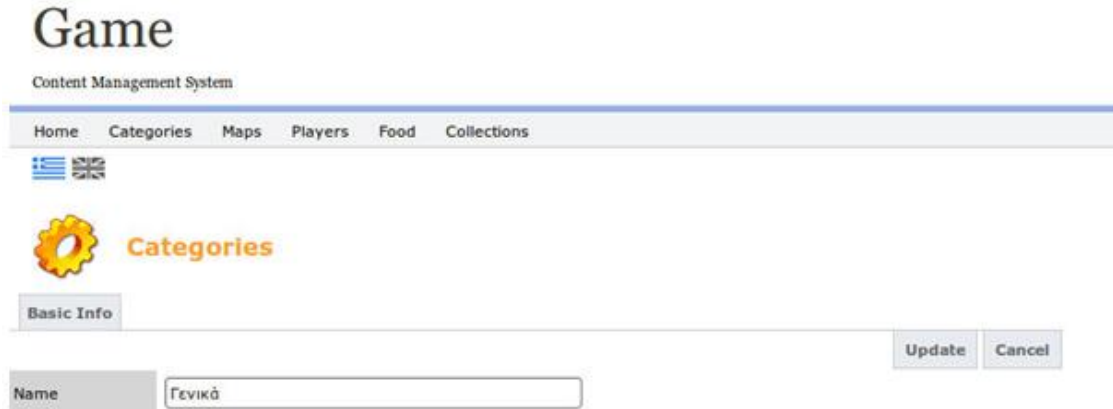 Game
Content Management System
Home Categories Maps Players Food Collections
Categories
Basic Info
Update Cancel
Name Γενικά